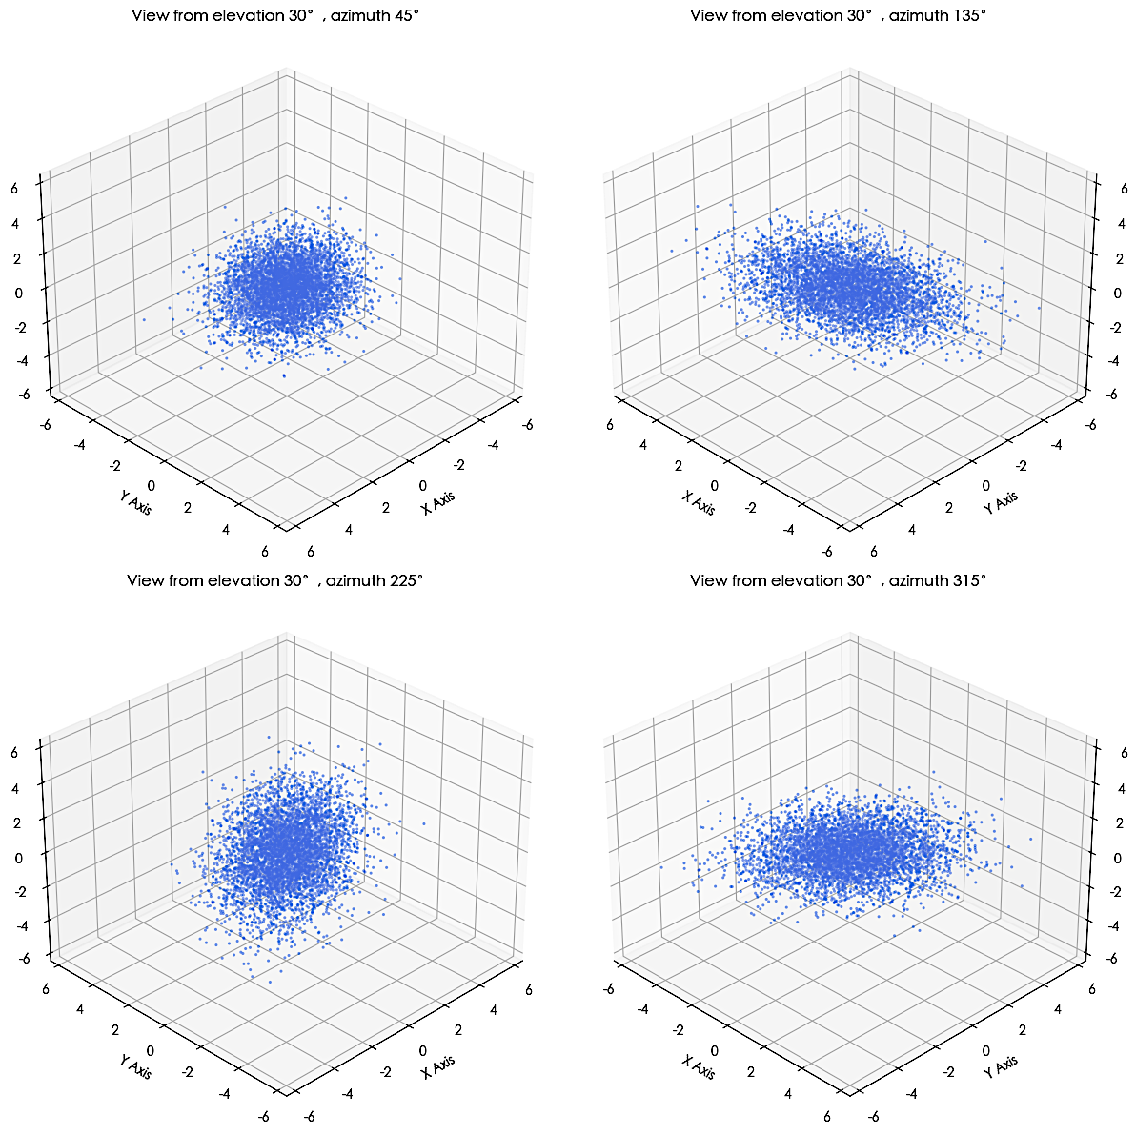 View from elevation 30° , azimuth 45°
6
4
2
0
-2
-4
-6
-6 -4 -2 0 2 4 6
Y Axis
6 4 2 0 -2 -4 -6
X Axis
View from elevation 30° , azimuth 135°
6
4
2
0
-2
-4
-6
6 4 2 0 -2 -4 -6
X Axis
6 4 2 0 -2 -4 -6
Y Axis
View from elevation 30° , azimuth 225°
6
4
2
0
-2
-4
-6
6 4 2 0 -2 -4 -6
Y Axis
-6 -4 -2 0 2 4 6
X Axis
View from elevation 30° , azimuth 315°
6
4
2
0
-2
-4
-6
-6 -4 -2 0 2 4 6
X Axis
-6 -4 -2 0 2 4 6
Y Axis